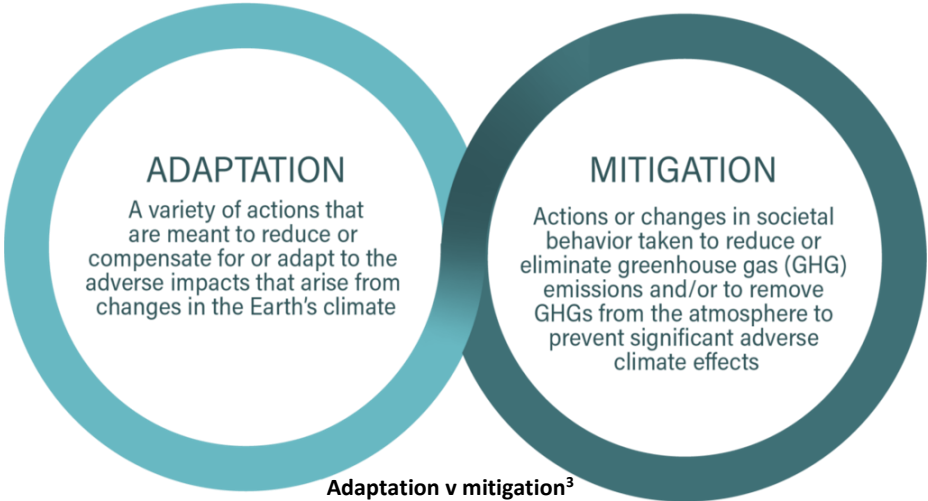 ADAPTATION
A variety of actions that
are meant to reduce or
compensate for or adapt to the
adverse impacts that arise from
changes in the Earth's climate
MITIGATION
Actions or changes in societal
behavior taken to reduce or
eliminate greenhouse gas (GHG)
emissions and/or to remove
GHGs from the atmosphere to
prevent significant adverse
climate effects
Adaptation v mitigation³